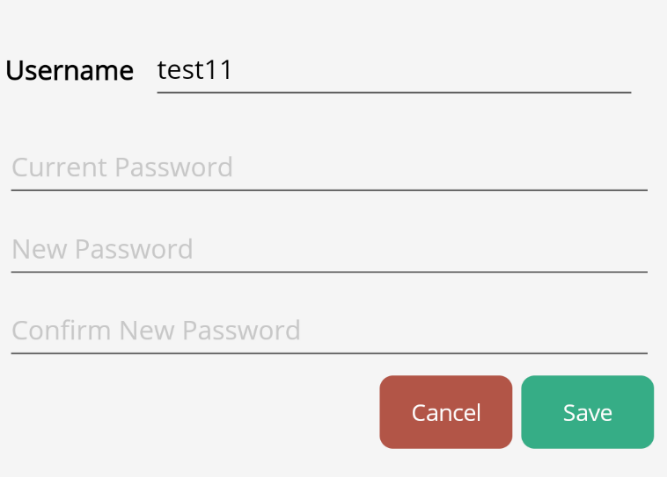 Username test11
Current Password
New Password
Confirm New Password
Cancel Save